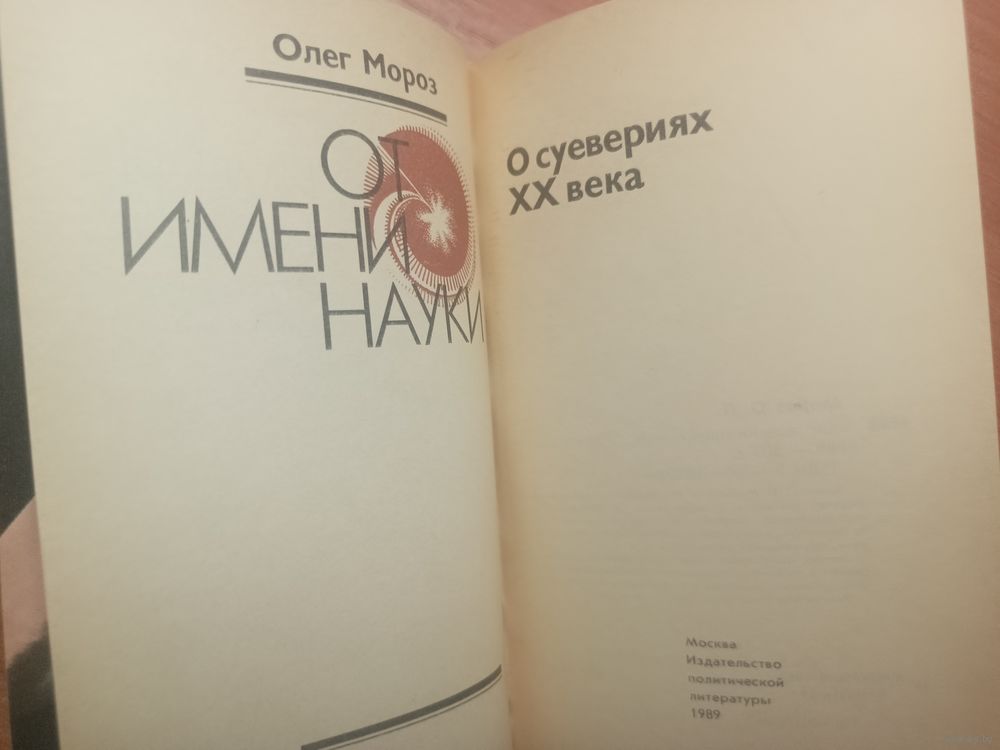 Олег Мороз
ОТ
ИМЕНИ
НАУКИ
О суевериях
XX века
Москва
Издательство
политической
литературы
1989